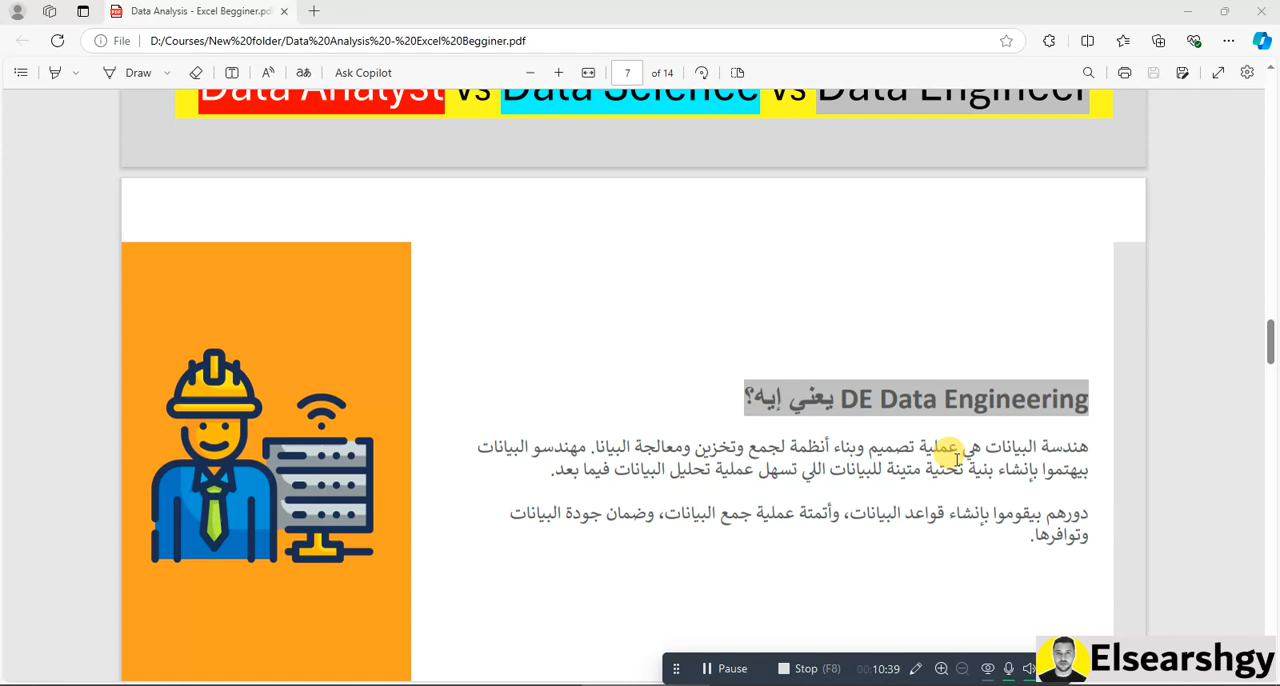 Data Analysis - Excel Begginer.pd
File
D:/Courses/New%20folder/Data%20Analysis%20-%20Excel%20Begginer.pdf
Draw
aあ
Ask Copilot
7 of 14
Data Analyst vs Data Science vs Data Engineer
DE Data Engineering يعني إيه؟
هندسة البيانات هي عملية تصميم وبناء أنظمة لجمع وتخزين ومعالجة البيانا. مهندسو البيانات
بيهتموا بإنشاء بنية تحتية متينة للبيانات اللي تسهل عملية تحليل البيانات فيما بعد.
دورهم بيقوموا بإنشاء قواعد البيانات، وأتمتة عملية جمع البيانات، وضمان جودة البيانات
وتوافرها.
Pause
Stop (F8)
00:10:39
Elsearshgy